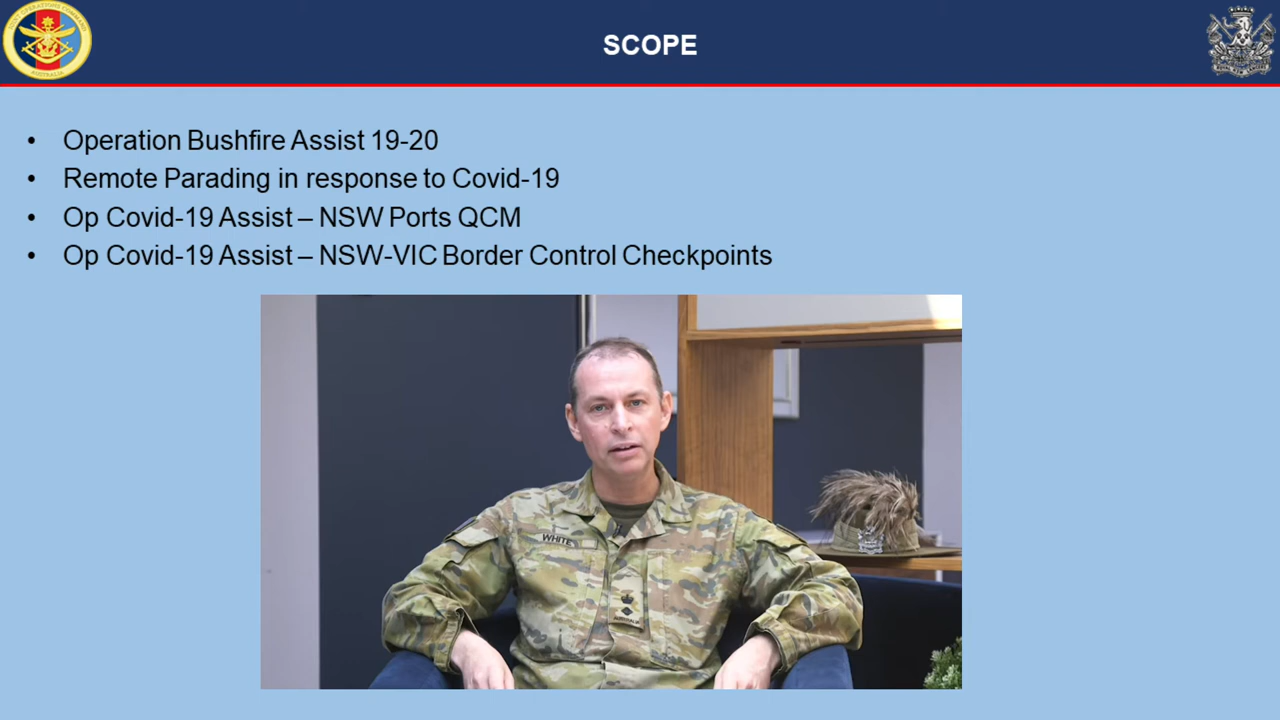 SCOPE
• Operation Bushfire Assist 19-20
• Remote Parading in response to Covid-19
• Op Covid-19 Assist – NSW Ports QCM
• Op Covid-19 Assist – NSW-VIC Border Control Checkpoints
WHITE
AUSTRALIA